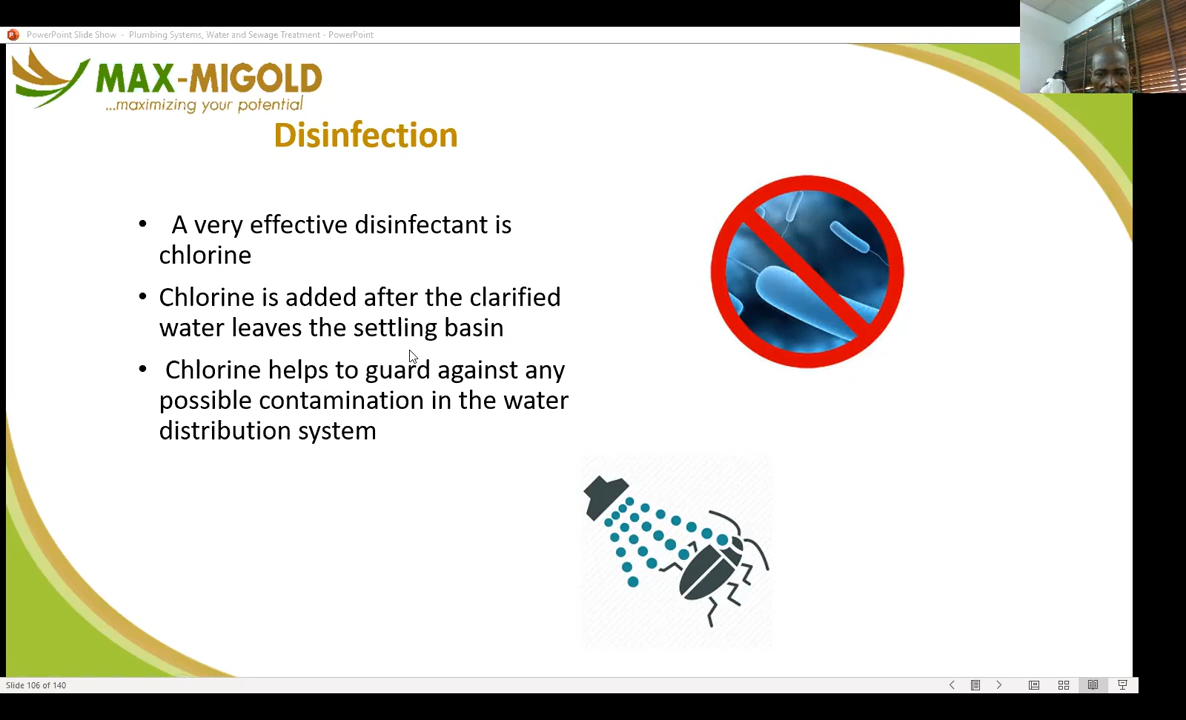 PowerPoint Slide Show - Plumbing Systems, Water and Sewage Treatment - PowerPoint
MAX-MIGOLD
...maximizing your potential
Disinfection
• A very effective disinfectant is
chlorine
• Chlorine is added after the clarified
water leaves the settling basin
• Chlorine helps to guard against any
possible contamination in the water
distribution system
Slide 106 of 140